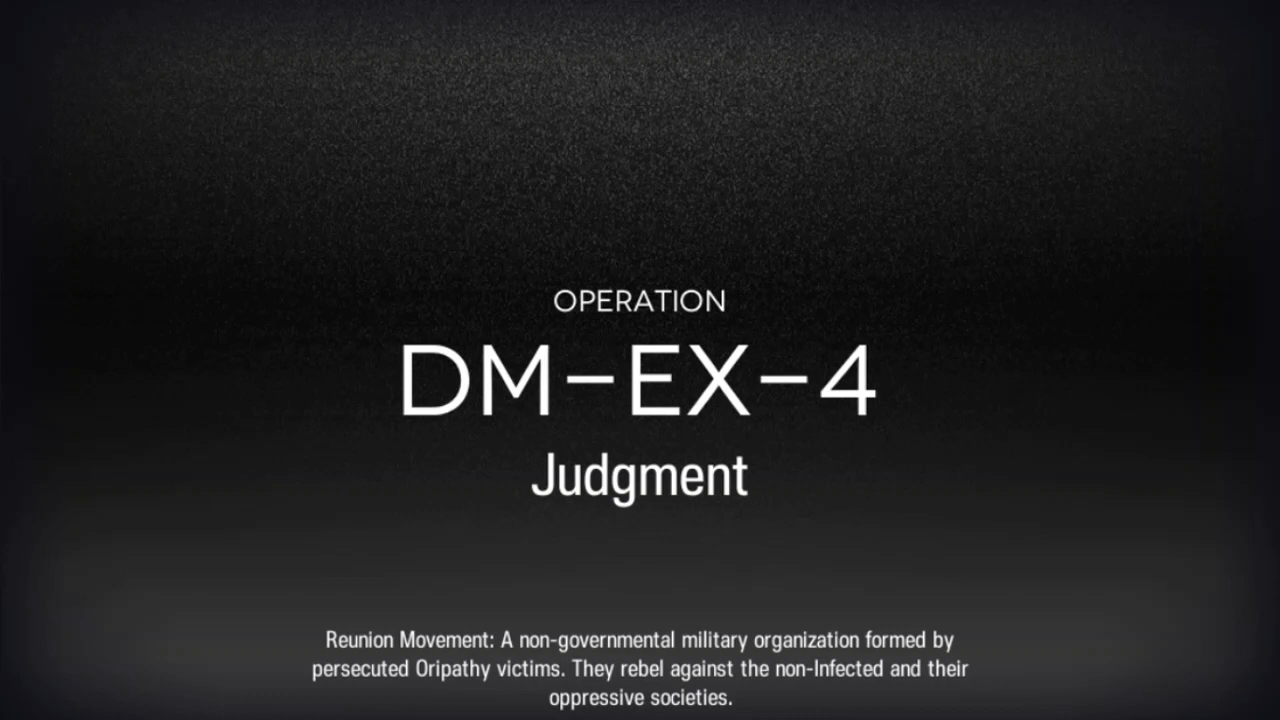 OPERATION
DM-EX-4
Judgment
Reunion Movement: A non-governmental military organization formed by
persecuted Oripathy victims. They rebel against the non-Infected and their
oppressive societies.